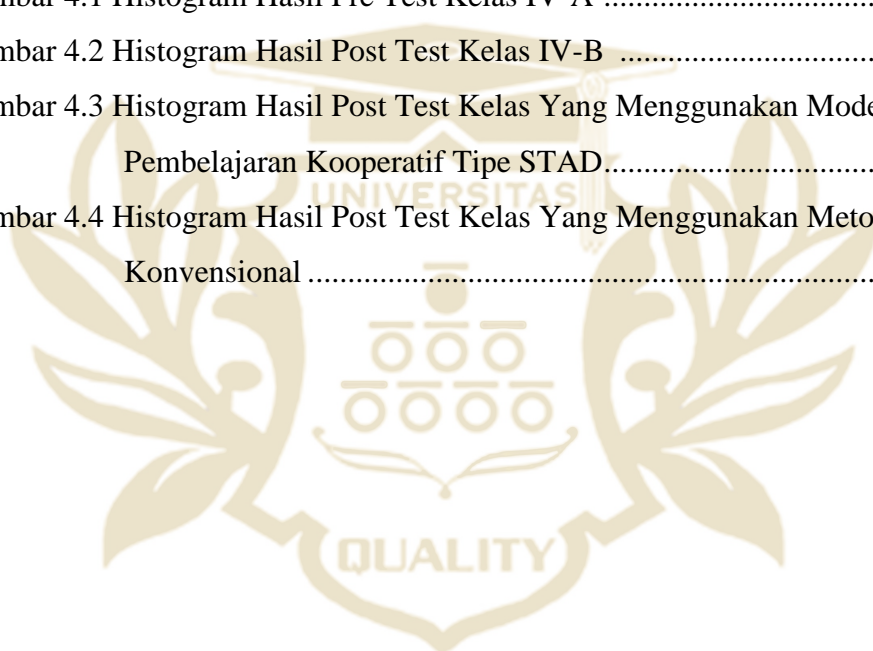 mbar 4.1 Histogram Hasil Pre Test Kelas IV-A ..............................
mbar 4.2 Histogram Hasil Post Test Kelas IV-B ............................
mbar 4.3 Histogram Hasil Post Test Kelas Yang Menggunakan Mode
Pembelajaran Kooperatif Tipe STAD.............................
UNIVERSITAS
mbar 4.4 Histogram Hasil Post Test Kelas Yang Menggunakan Meto
Konvensional ..............................................................
QUALITY